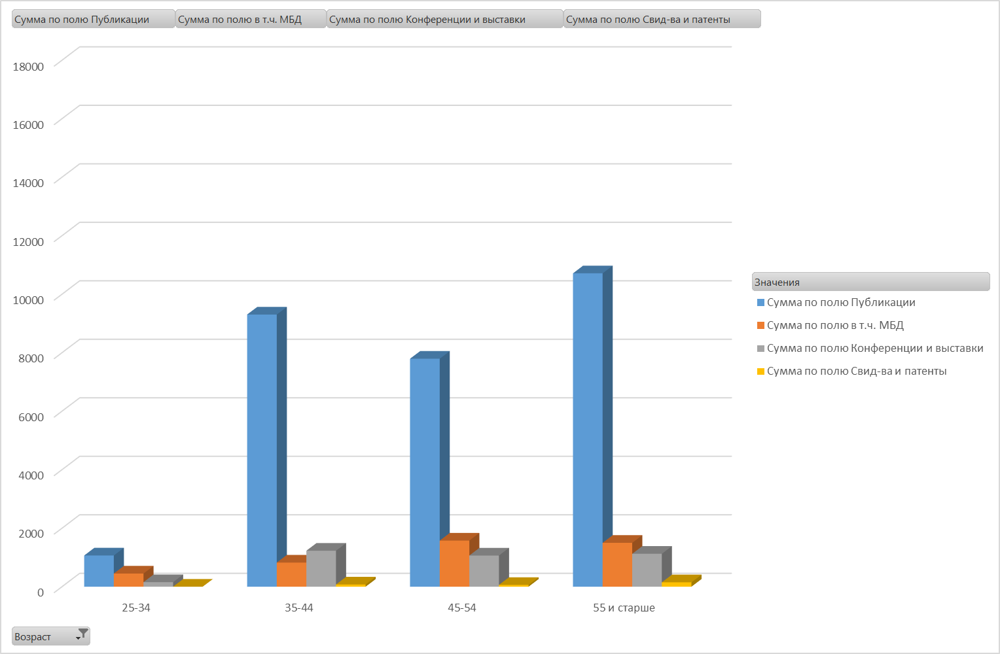 Сумма по полю Публикации
Сумма по полю в т.ч. МБД
Сумма по полю Конференции и выставки
Сумма по полю Свид-ва и патенты
18000
16000
14000
12000
10000
8000
6000
4000
2000
0
25-34
35-44
45-54
55 и старше
Значения
Сумма по полю Публикации
Сумма по полю в т.ч. МБД
Сумма по полю Конференции и выставки
Сумма по полю Свид-ва и патенты
Возраст